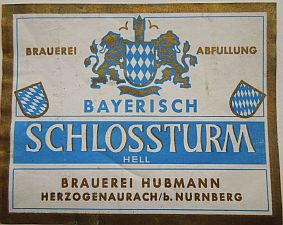 BRAUEREI ABFULLUNG
BAYERISCH
SCHLOSSTURM
HELL
BRAUEREI HUBMANN
HERZOGENAURACH/b. NURNBERG